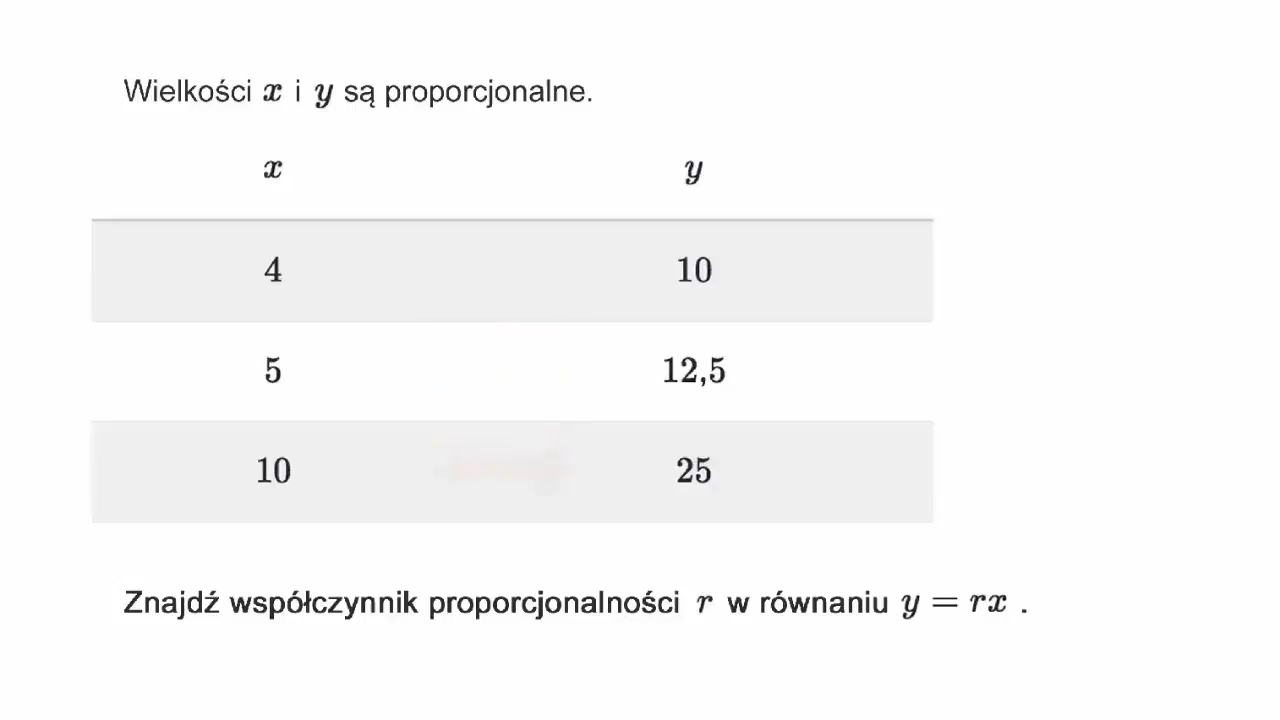 Wielkości x i y są proporcjonalne.
x y
4 10
5 12,5
10 25
Znajdź współczynnik proporcjonalności r w równaniu y = rx .